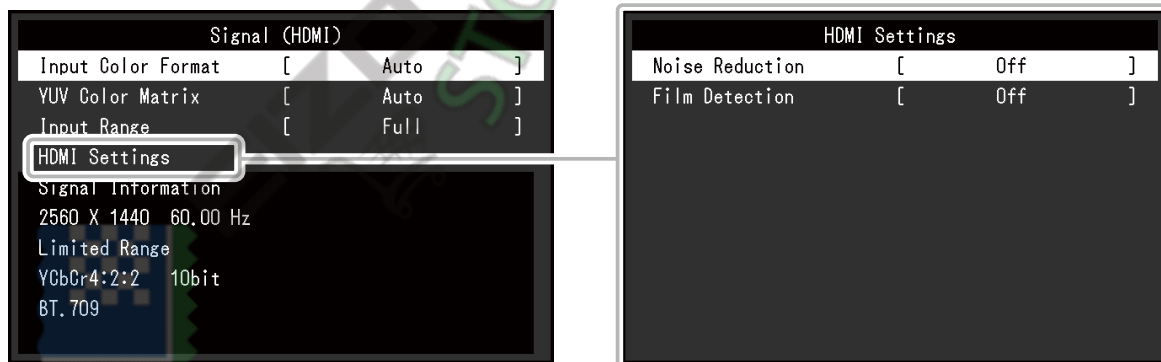 Signal (HDMI)
Input Color Format [ Auto ]
YUV Color Matrix [ Auto ]
Input Range [ Full ]
HDMI Settings
Signal Information
2560 X 1440 60.00 Hz
Limited Range
YCbCr4:2:2 10bit
BT.709
HDMI Settings
Noise Reduction [ Off ]
Film Detection [ Off ]